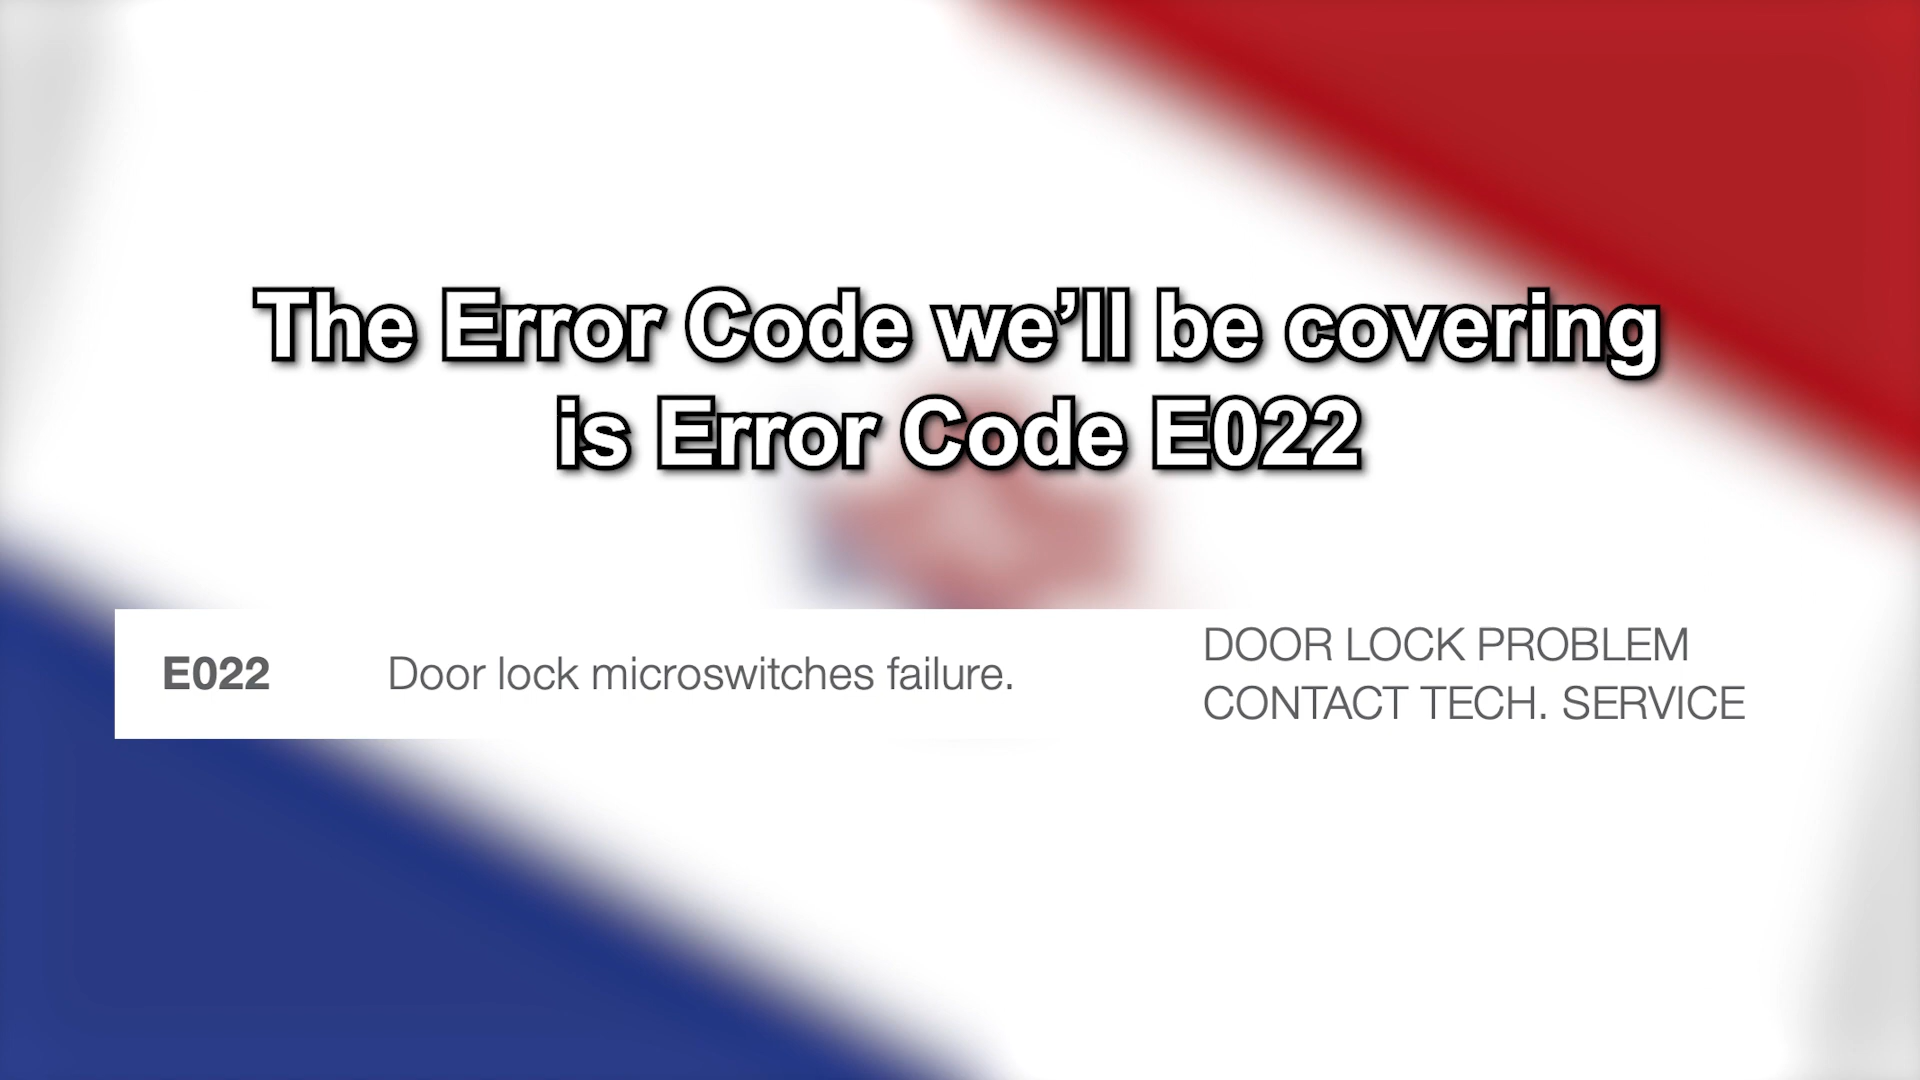 The Error Code we’ll be covering
is Error Code E022
E022 Door lock microswitches failure. DOOR LOCK PROBLEM
CONTACT TECH. SERVICE